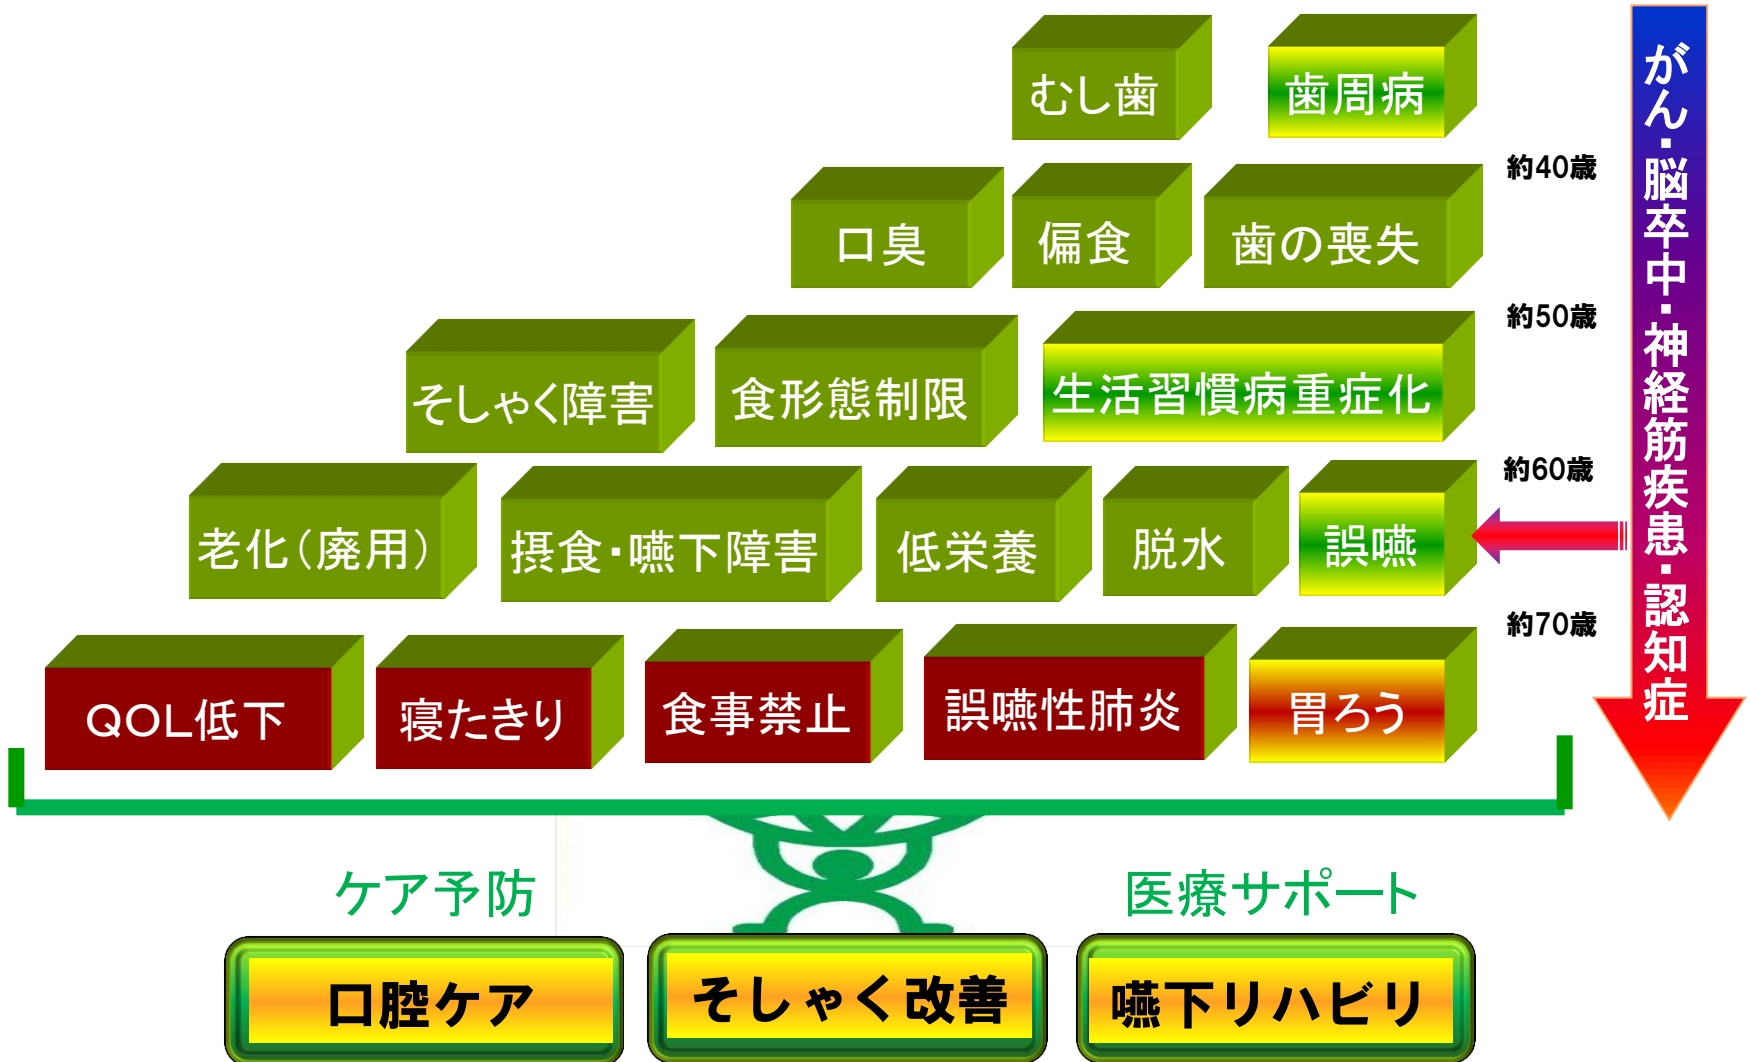 むし歯
歯周病
約40歳
口臭
偏食
歯の喪失
約50歳
そしゃく障害
食形態制限
生活習慣病重症化
約60歳
老化（廃用）
摂食・嚥下障害
低栄養
脱水
誤嚥
約70歳
QOL低下
寝たきり
食事禁止
誤嚥性肺炎
胃ろう
がん・脳卒中・神経筋疾患・認知症
ケア予防
医療サポート
口腔ケア
そしゃく改善
嚥下リハビリ